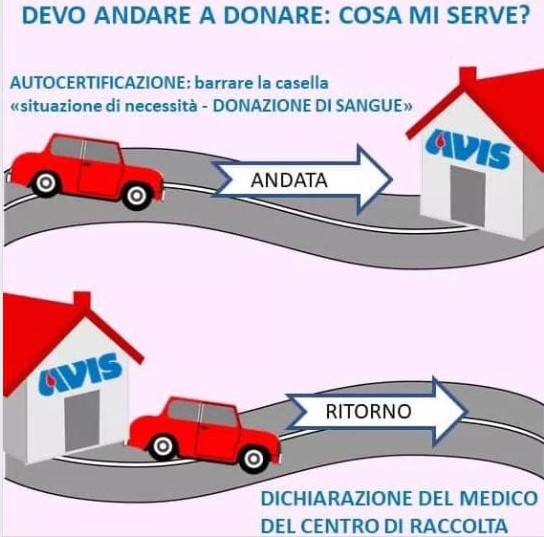 DEVO ANDARE A DONARE: COSA MI SERVE?
AUTOCERTIFICAZIONE: barrare la casella
«situazione di necessità - DONAZIONE DI SANGUE»
AVIS
ANDATA
AVIS
RITORNO
DICHIARAZIONE DEL MEDICO
DEL CENTRO DI RACCOLTA